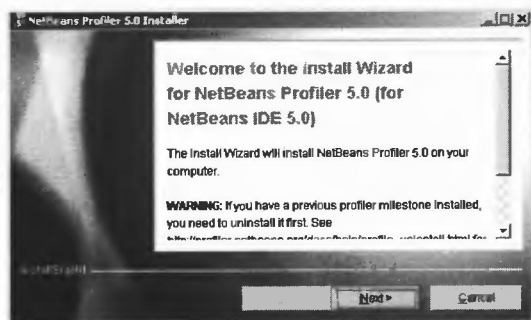 NetBeans Profiler 5.0 Installer
Welcome to the Install Wizard
for NetBeans Profiler 5.0 (for
NetBeans IDE 5.0)
The Install Wizard will install NetBeans Profiler 5.0 on your
computer.
WARNING: If you have a previous profiler milestone installed,
you need to uninstall it first. See
InstallShield
Next >
Cancel